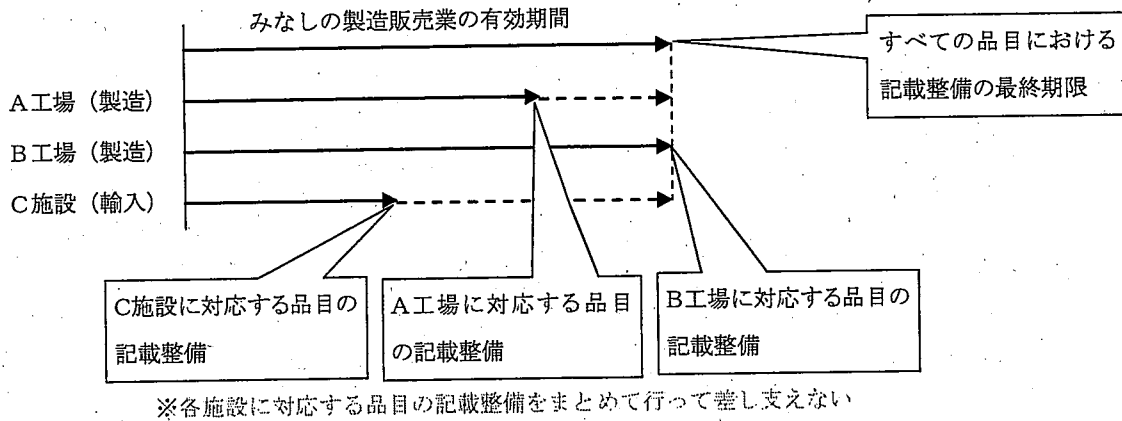 みなしの製造販売業の有効期間
すべての品目における
記載整備の最終期限
A工場（製造）
B工場（製造）
C施設（輸入）
C施設に対応する品目の
記載整備
A工場に対応する品目
の記載整備
B工場に対応する品目の
記載整備
※各施設に対応する品目の記載整備をまとめて行って差し支えない